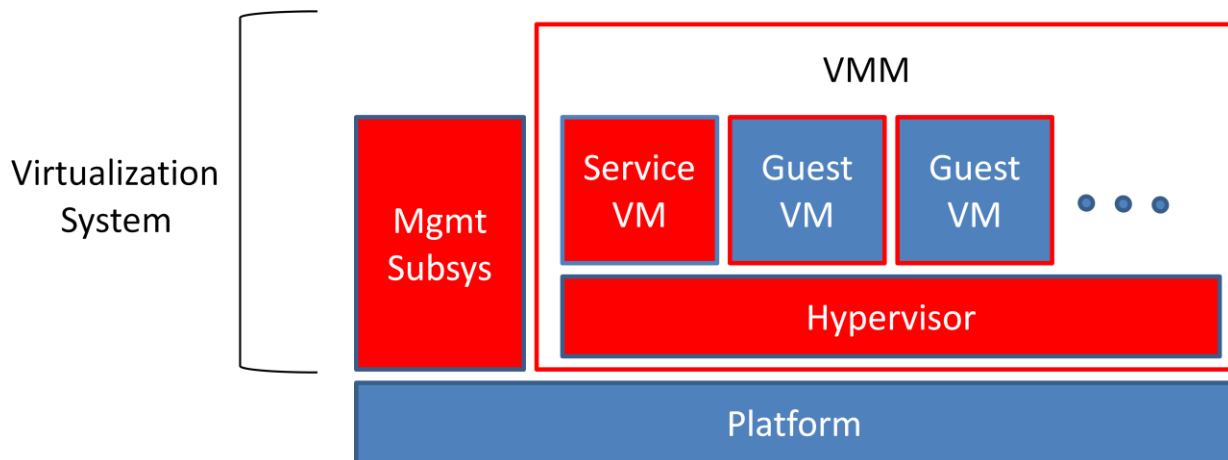 VMM
Virtualization
System
Mgmt
Subsys
Service
VM
Guest
VM
Guest
VM
Hypervisor
Platform